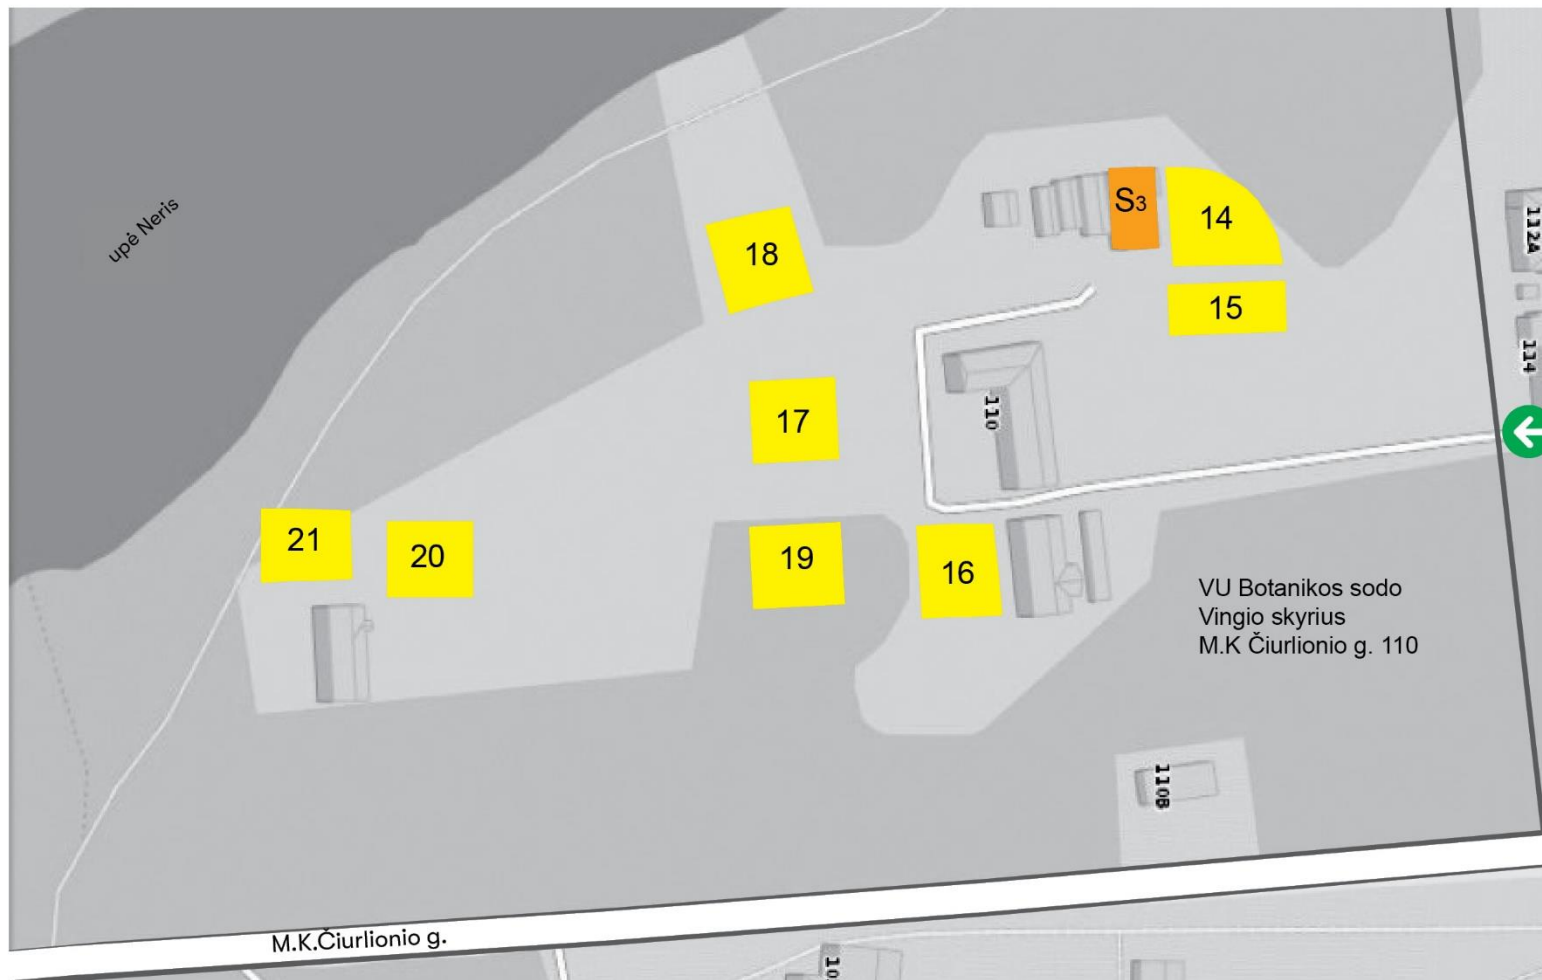 upė Neris
S3
14
112A
18
15
114
17
110
21
20
19
16
VU Botanikos sodo
Vingio skyrius
M.K Čiurlionio g. 110
110B
M.K.Čiurlionio g.